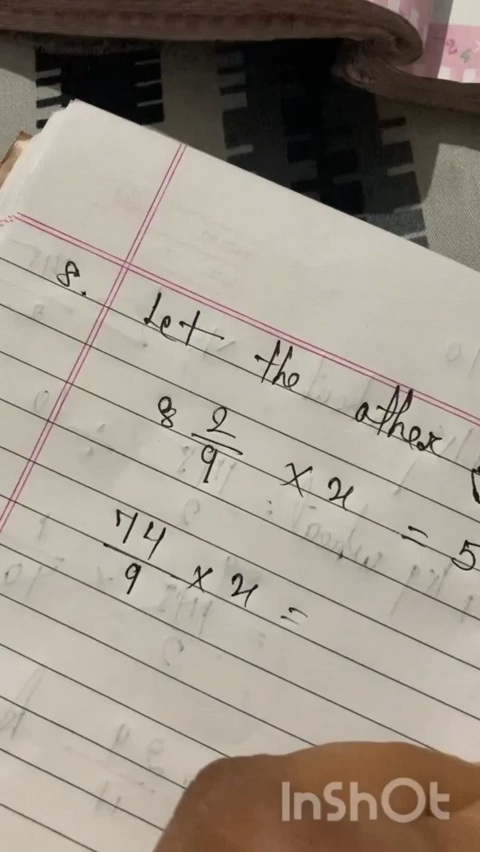 8. Let the other
8 2/9 × x = 5
74/9 × x =
InShOt